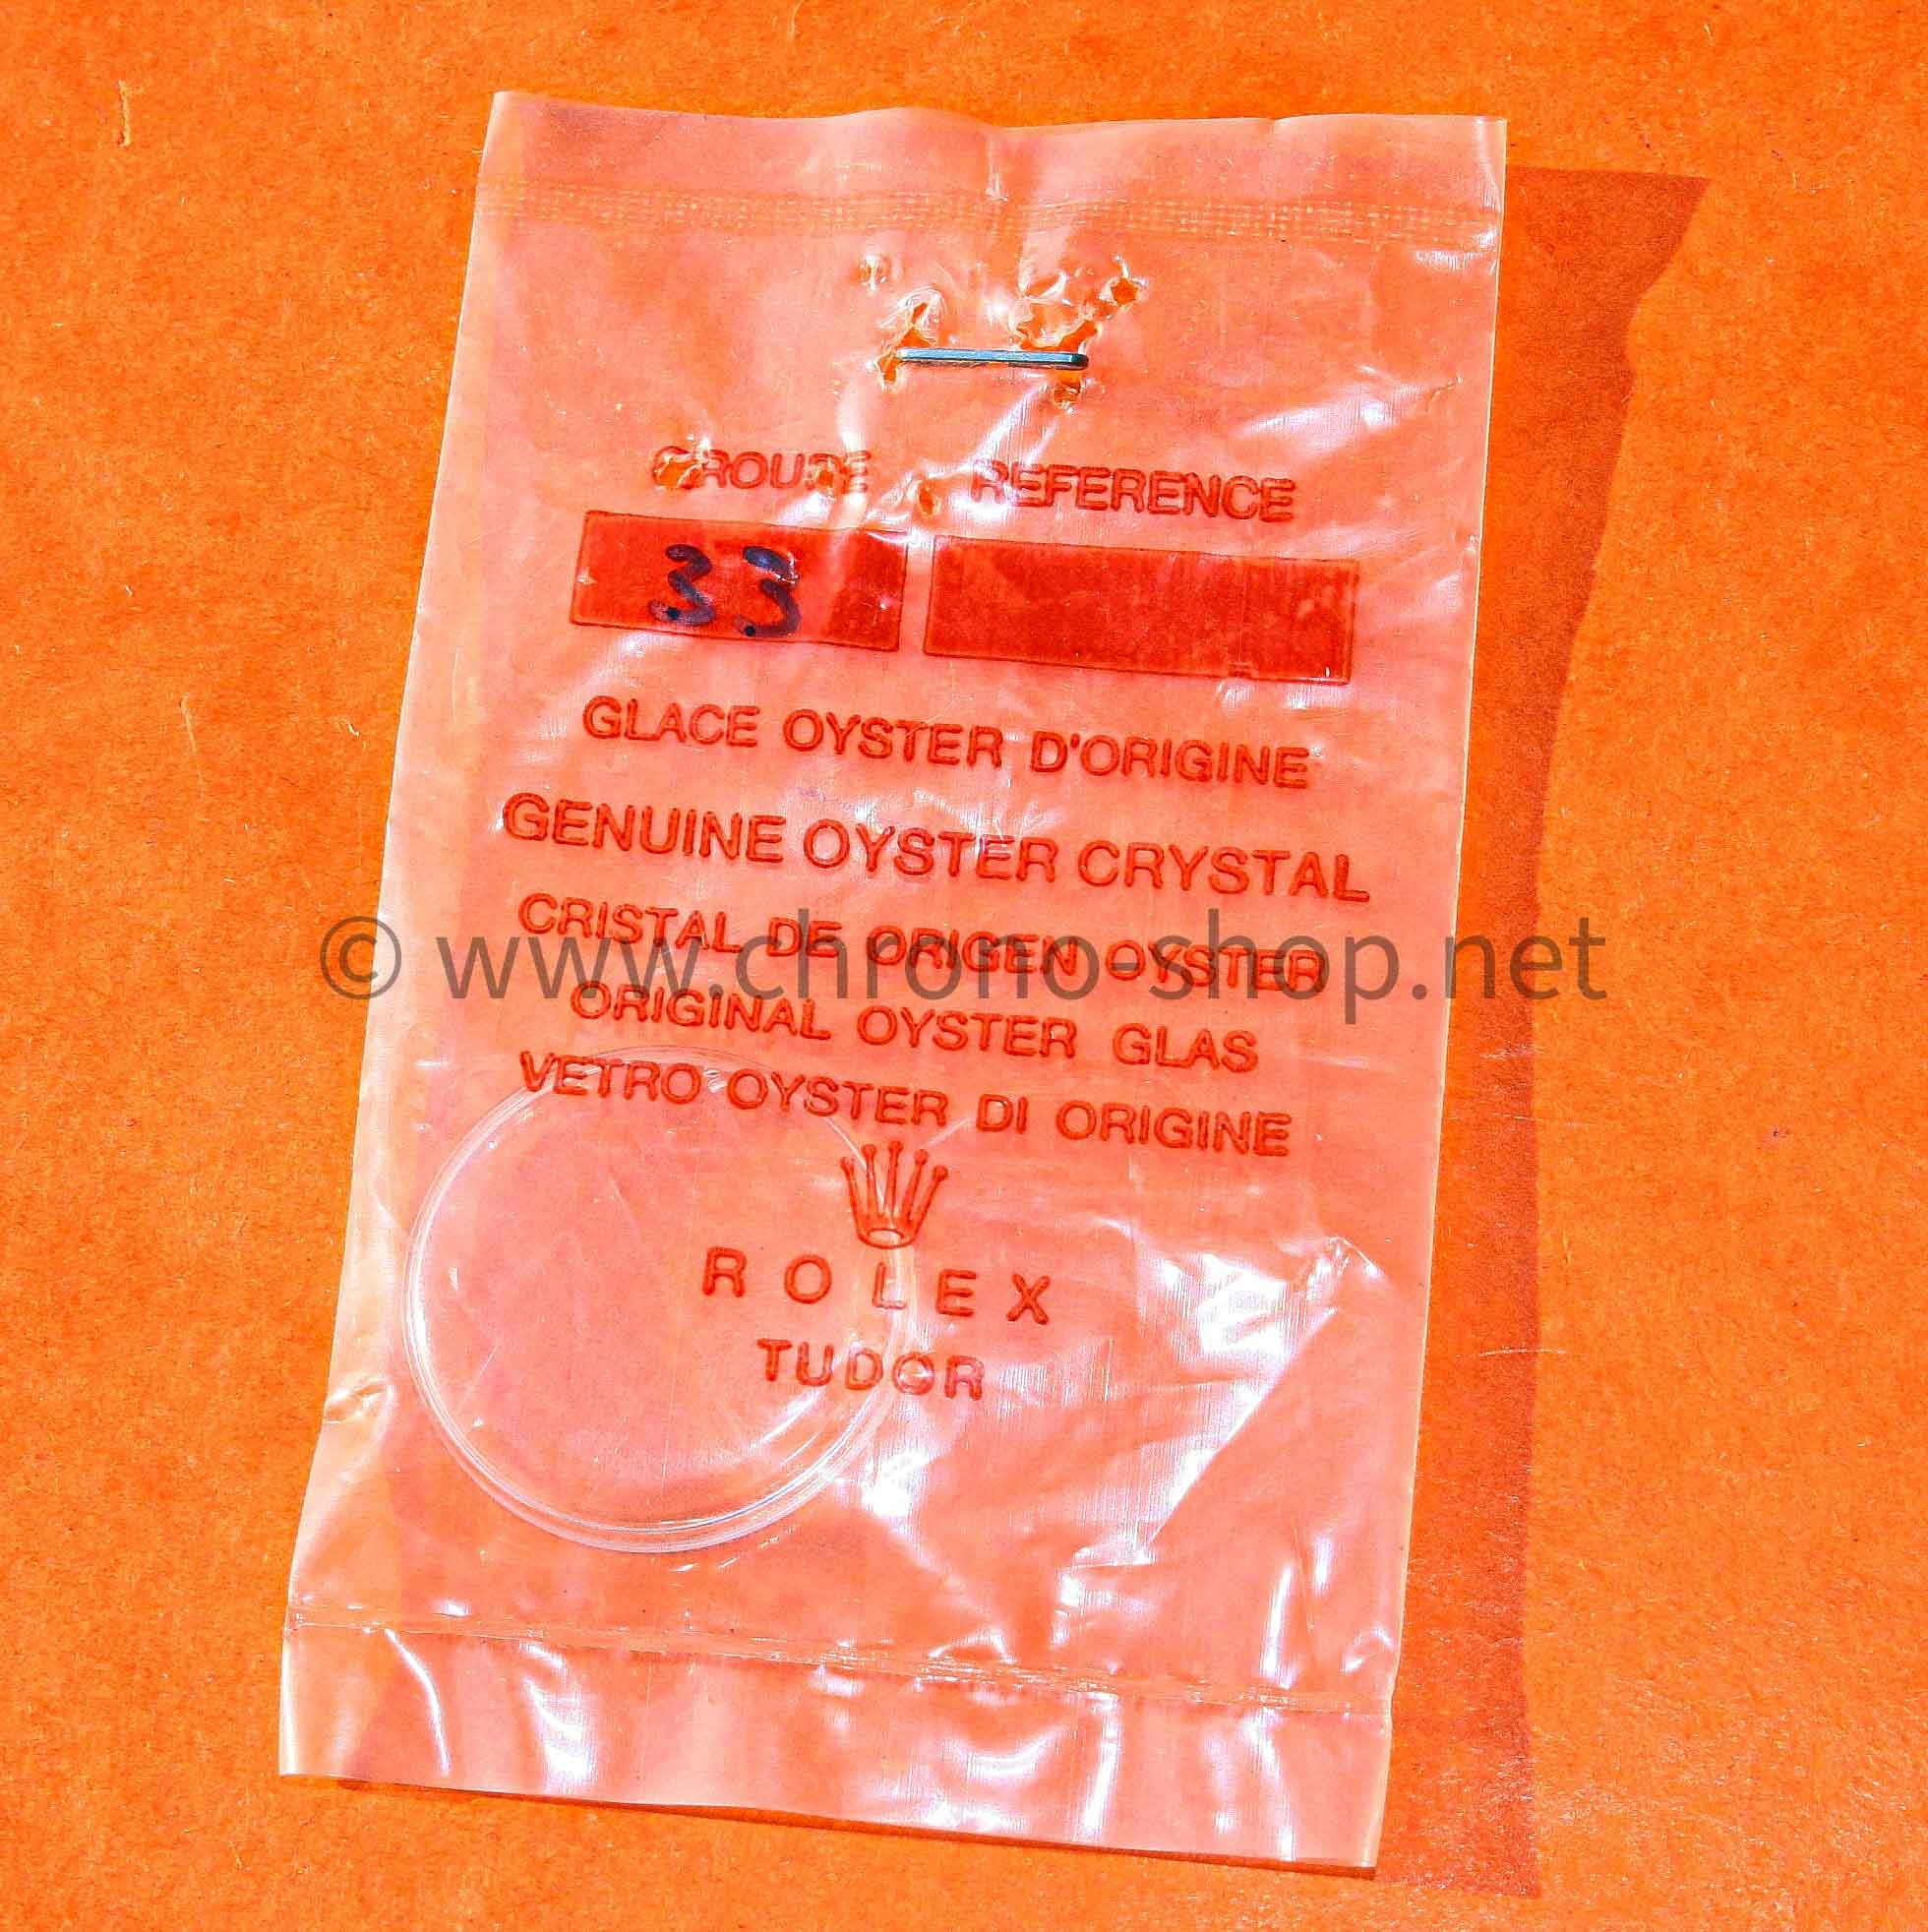 GROUPE REFERENCE
33
GLACE OYSTER D'ORIGINE
GENUINE OYSTER CRYSTAL
CRISTAL DE ORIGEN OYSTER
© www.chrono-shop.net
ORIGINAL OYSTER GLAS
VETRO OYSTER DI ORIGINE
ROLEX
TUDOR